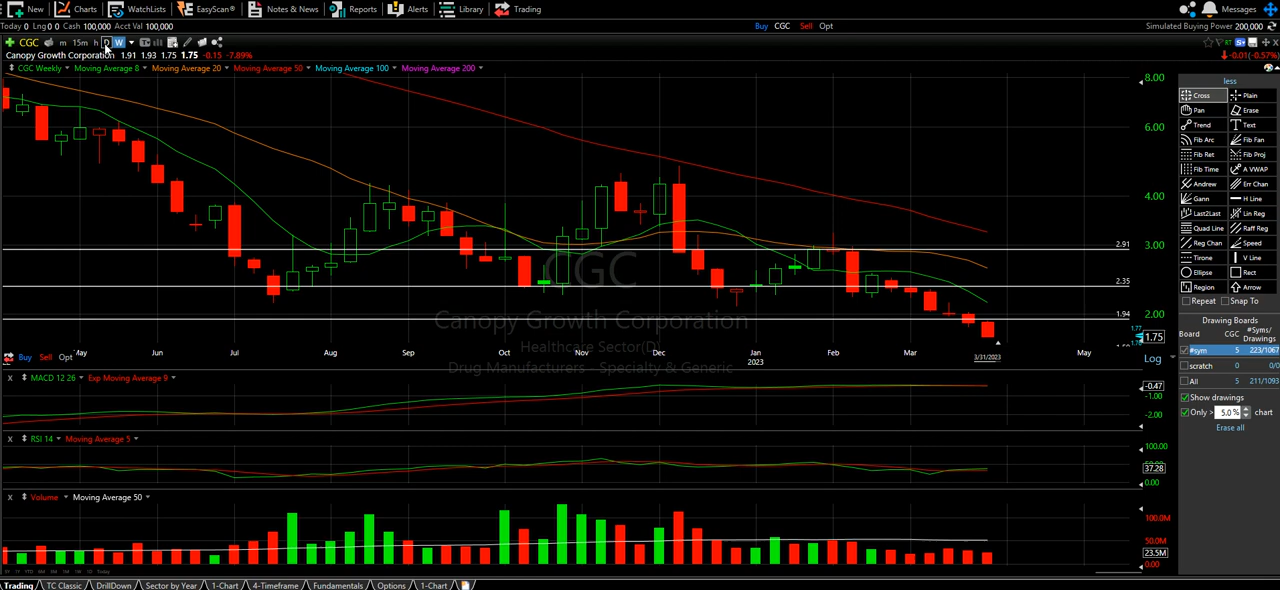 New Charts WatchLists EasyScan® Notes & News Reports Alerts Library Trading Messages New
Today 0 Lng 0 0 Cash 100,000 Acct Val 100,000 Buy CGC Sell Opt Simulated Buying Power 200,000
CGC m 15m h D W
Canopy Growth Corporation 1.91 1.93 1.75 1.75 -0.15 -7.89% -0.01(-0.57%)
CGC Weekly Moving Average 8 Moving Average 20 Moving Average 50 Moving Average 100 Moving Average 200
8.00
6.00
4.00
3.00
2.00
1.75
2.91
2.35
1.94
CGC
Canopy Growth Corporation
Healthcare Sector(D)
Drug Manufacturers - Specialty & Generic
Buy Sell Opt May Jun Jul Aug Sep Oct Nov Dec 2023 Feb Mar 3/31/2023 May
Log
MACD 12 26 Exp Moving Average 9
-0.47
-1.00
-2.00
RSI 14 Moving Average 5
100.00
37.28
0.00
Volume Moving Average 50
100.0M
50.0M
23.5M
0.00
Trading TC Classic DrillDown Sector by Year 1-Chart 4-Timeframe Fundamentals Options 1-Chart
less
Cross Plain
Pan Erase
Trend Text
Fib Arc Fib Fan
Fib Ret Fib Proj
Fib Time A VWAP
Andrew Err Chan
Gann H Line
Last2Last Lin Reg
Quad Line Raff Reg
Reg Chan Speed
Tirone V Line
Ellipse Rect
Region Arrow
Repeat Snap To
Drawing Boards
Board CGC #Syms/
Drawings
#sym 5 223/1067
scratch 0 0/0
All 5 211/1093
Show drawings
Only > 5.0 % chart
Erase all